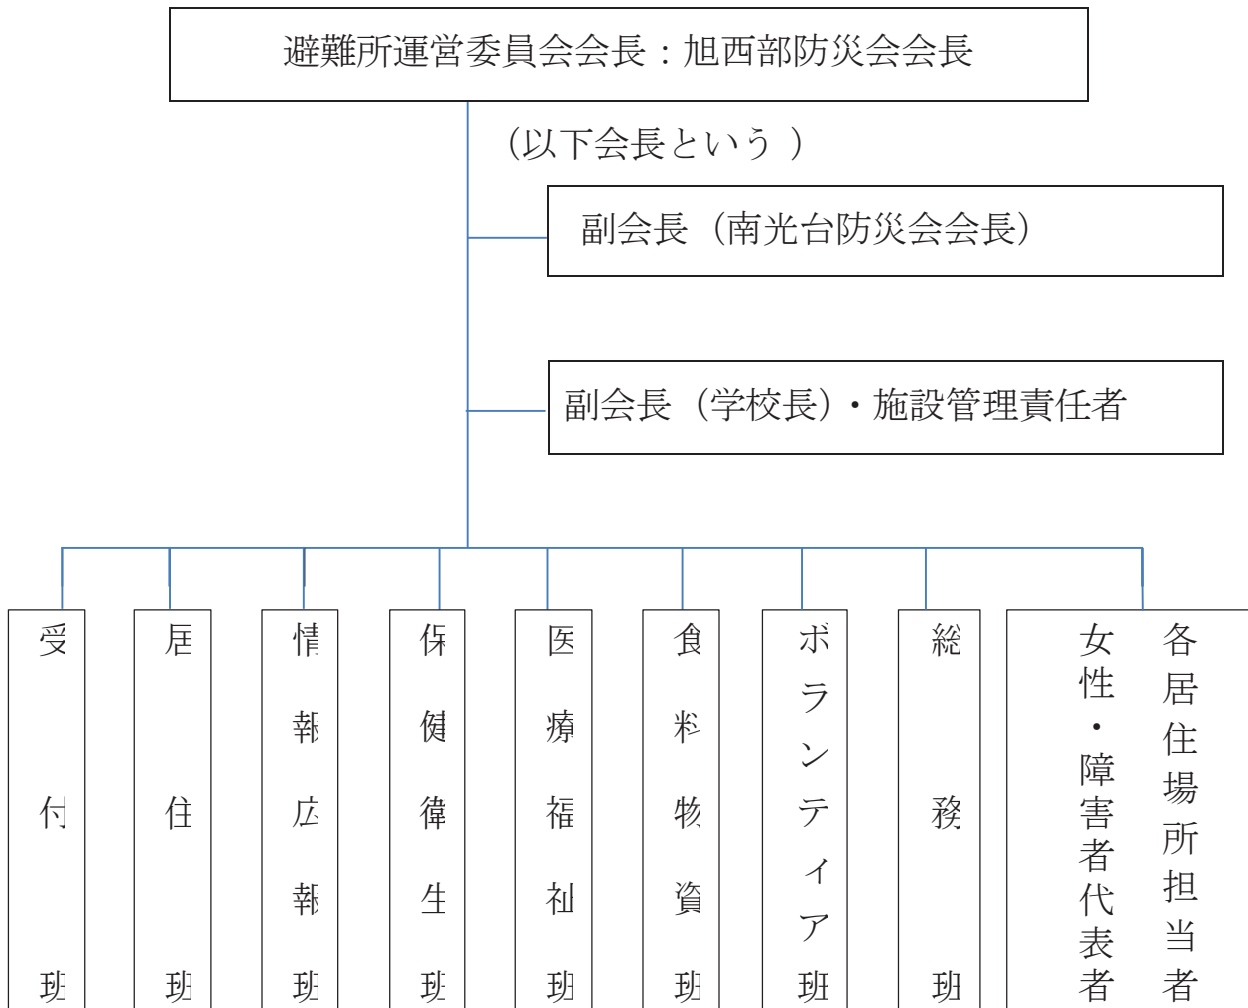 避難所運営委員会会長：旭西部防災会会長
（以下会長という ）
副会長（南光台防災会会長）
副会長（学校長）・施設管理責任者
受付班
居住班
情報広報班
保健衛生班
医療福祉班
食料物資班
ボランティア班
総務班
各居住場所担当者
女性・障害者代表者